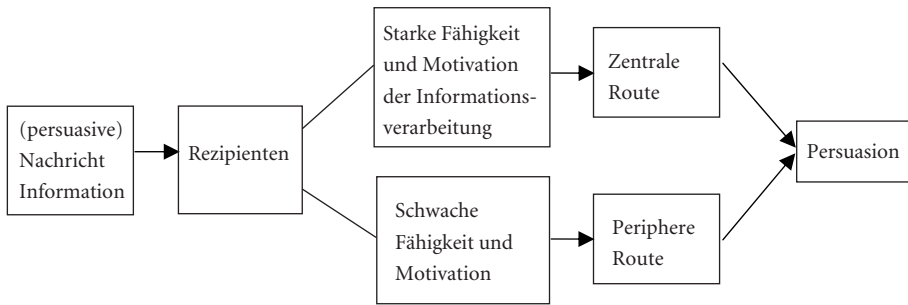 (persuasive)
Nachricht
Information
Rezipienten
Starke Fähigkeit
und Motivation
der Informations-
verarbeitung
Zentrale
Route
Schwache
Fähigkeit und
Motivation
Periphere
Route
Persuasion